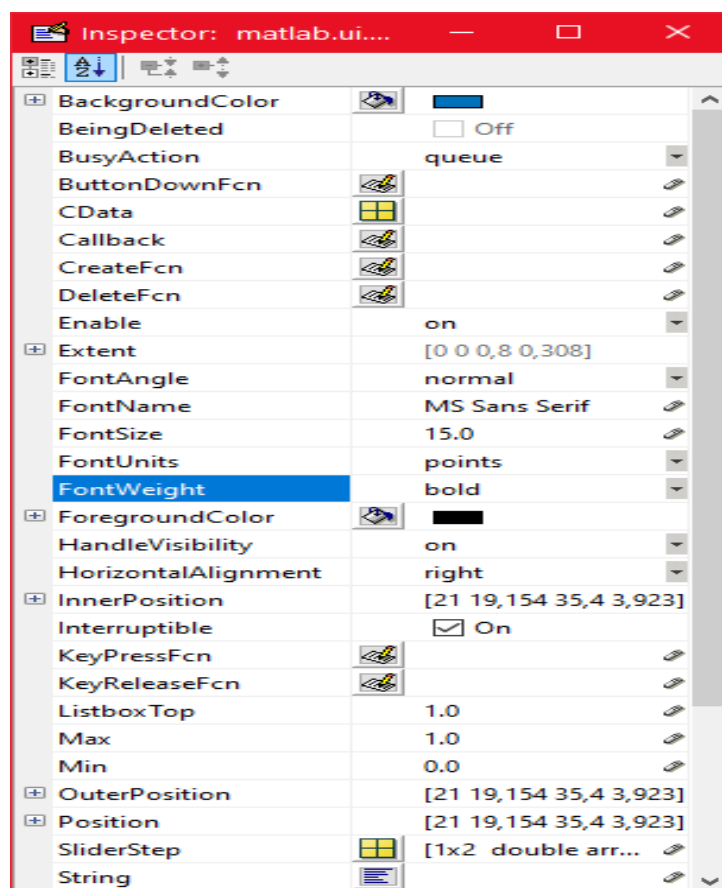 Inspector: matlab.ui....
BackgroundColor
BeingDeleted Off
BusyAction queue
ButtonDownFcn
CData
Callback
CreateFcn
DeleteFcn
Enable on
Extent [0 0 0,8 0,308]
FontAngle normal
FontName MS Sans Serif
FontSize 15.0
FontUnits points
FontWeight bold
ForegroundColor
HandleVisibility on
HorizontalAlignment right
InnerPosition [21 19,154 35,4 3,923]
Interruptible On
KeyPressFcn
KeyReleaseFcn
ListboxTop 1.0
Max 1.0
Min 0.0
OuterPosition [21 19,154 35,4 3,923]
Position [21 19,154 35,4 3,923]
SliderStep [1x2 double arr...
String